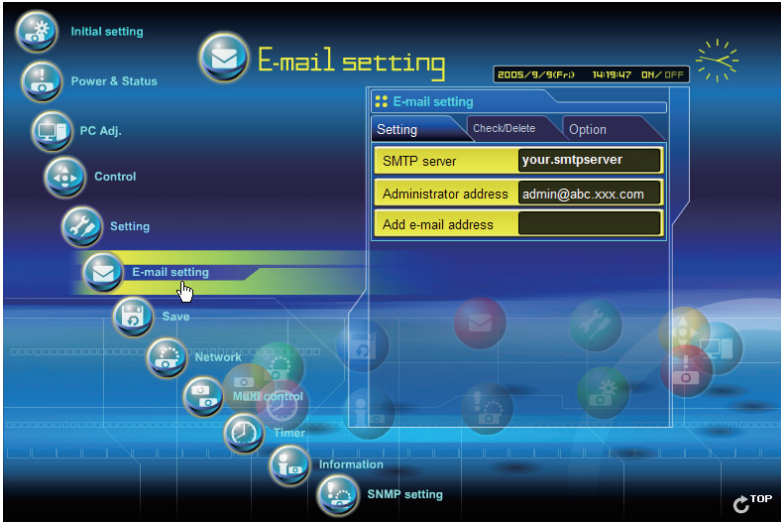 Initial setting
Power & Status
PC Adj.
Control
Setting
E-mail setting
Save
Network
Multi control
Timer
Information
SNMP setting
E-mail setting
2005/9/9(Fri) 14:19:47 ON/OFF
E-mail setting
Setting Check/Delete Option
SMTP server your.smtpserver
Administrator address admin@abc.xxx.com
Add e-mail address
TOP